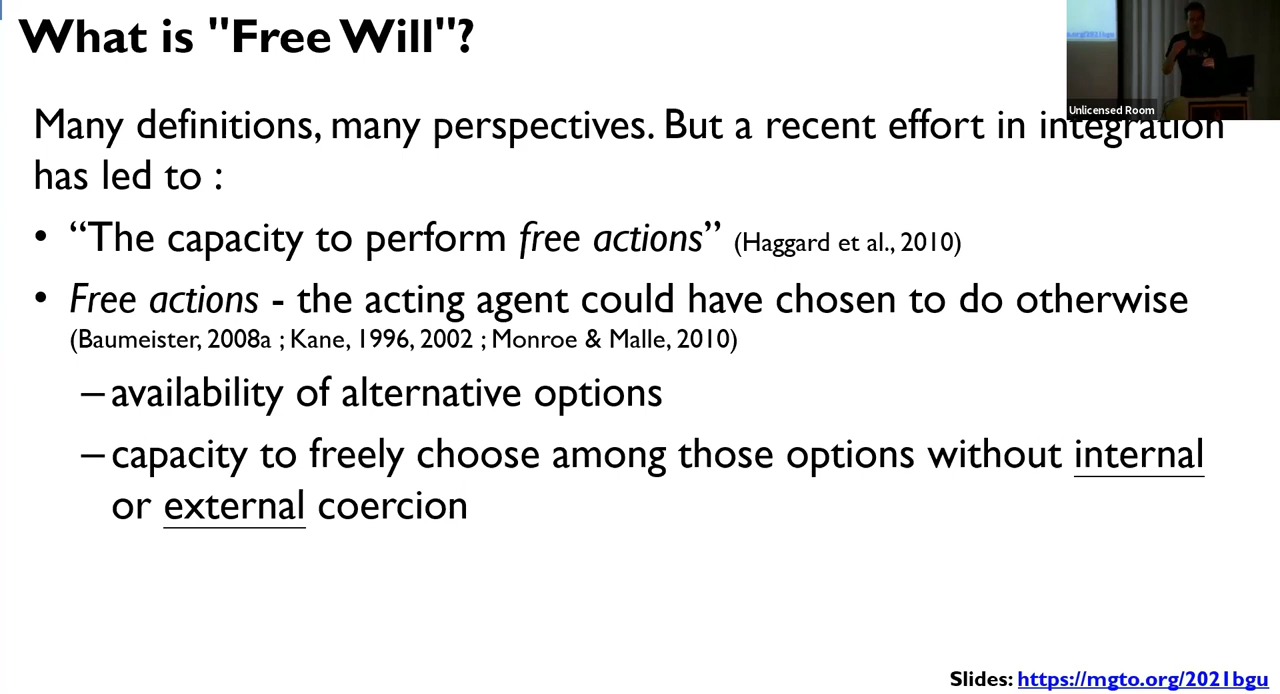 What is "Free Will"?
Unlicensed Room
Many definitions, many perspectives. But a recent effort in integration
has led to :
• “The capacity to perform free actions” (Haggard et al., 2010)
• Free actions - the acting agent could have chosen to do otherwise
(Baumeister, 2008a ; Kane, 1996, 2002 ; Monroe & Malle, 2010)
– availability of alternative options
– capacity to freely choose among those options without internal
or external coercion
Slides: https://mgto.org/2021bgu